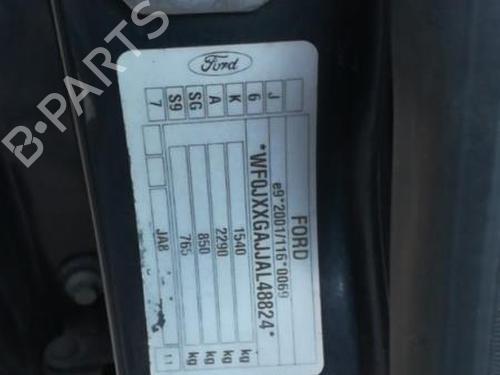 B-PARTS
Ford
FORD
e9*2001/116*0069
*WF0JXXGAJJAL48824*
1540 kg
2290 kg
850 kg
765 kg
JA8
11
J
6
K
A
SG
S9
7